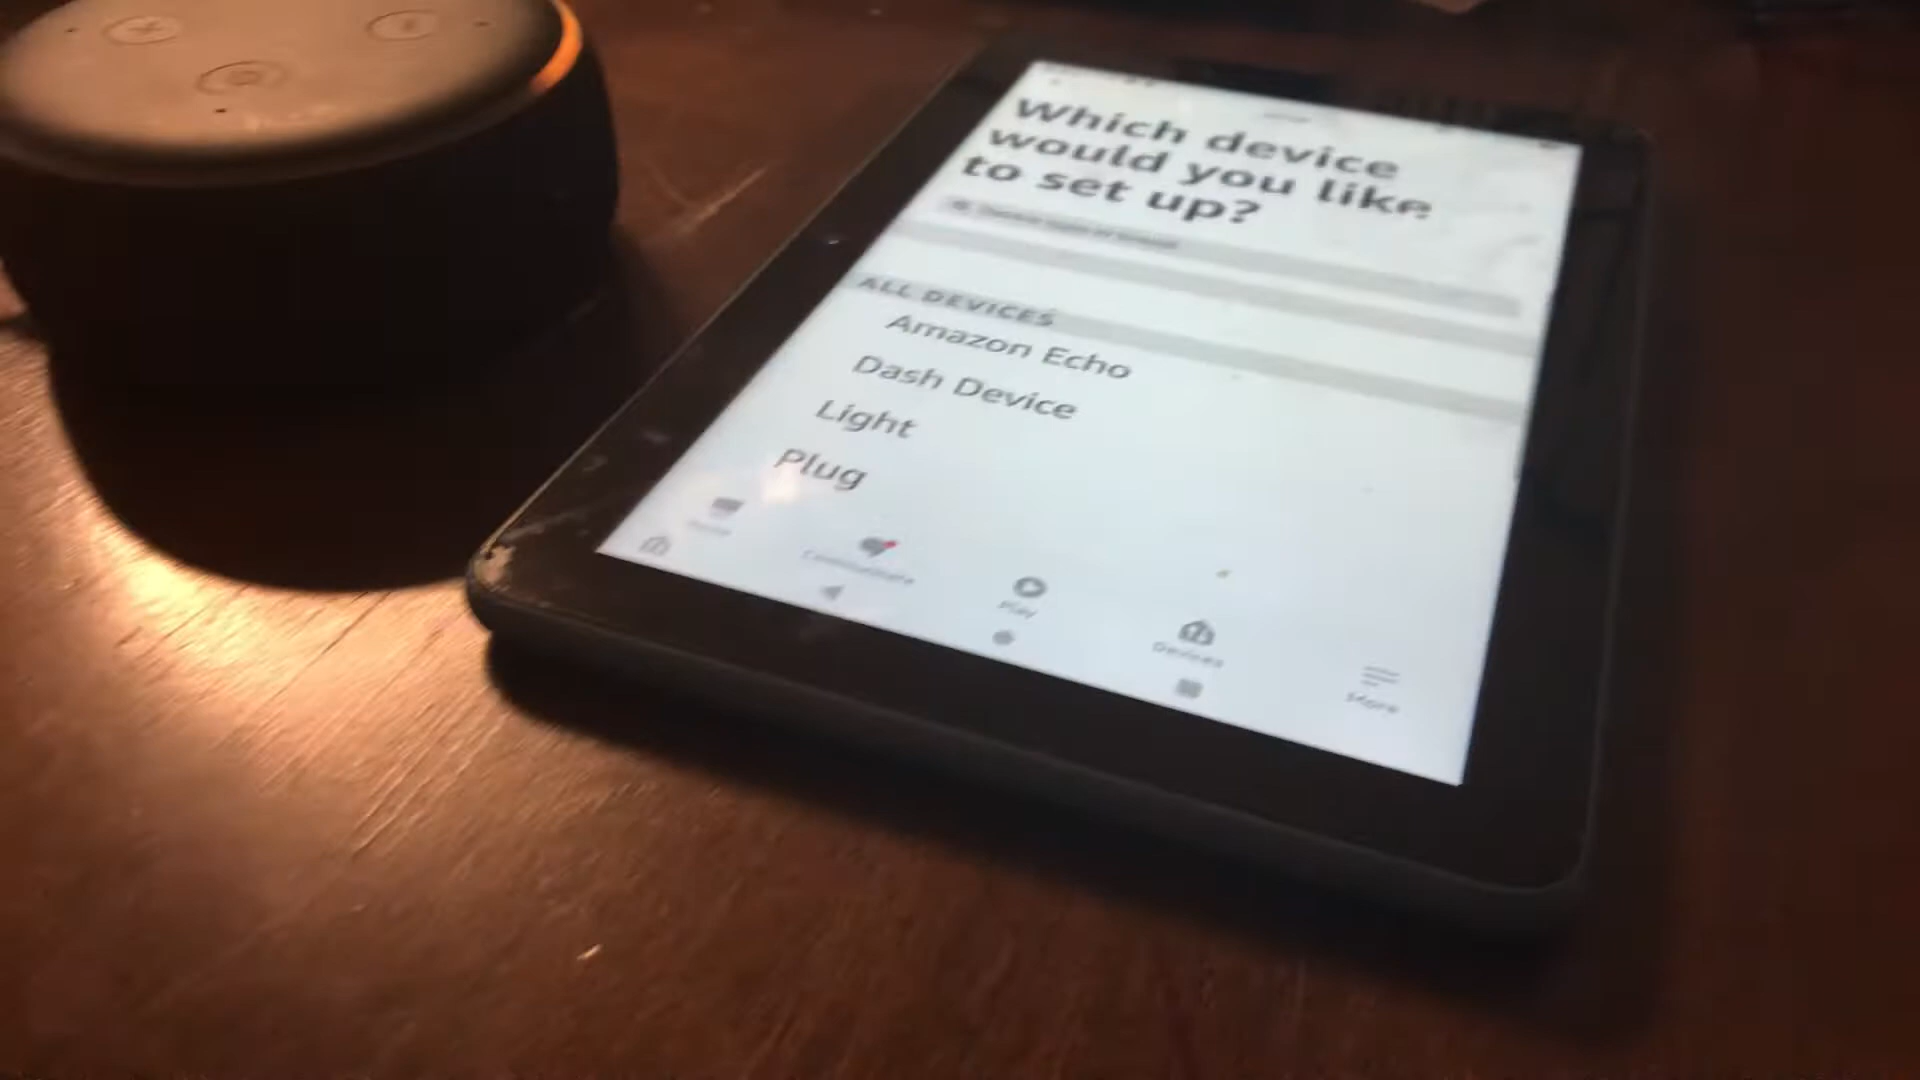 Which device
would you like
to set up?
ALL DEVICES
Amazon Echo
Dash Device
Light
Plug
Communicate
Play
Devices
More